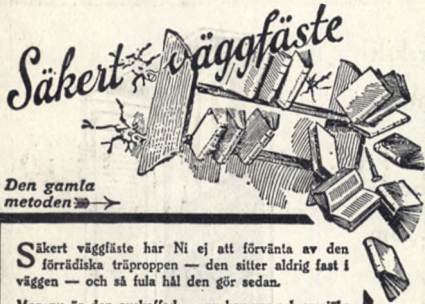 Säkert väggfäste
Den gamla
metoden
Säkert väggfäste har Ni ej att förvänta av den
förrädiska träproppen — den sitter aldrig fast i
väggen — och så fula hål den gör sedan.